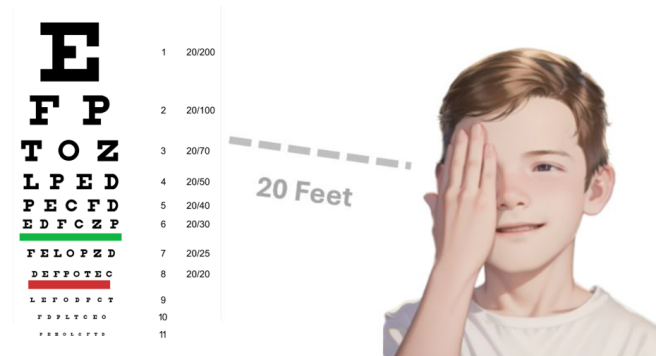 E 1 20/200
F P 2 20/100
T O Z 3 20/70
L P E D 4 20/50
P E C F D 5 20/40
E D F C Z P 6 20/30
F E L O P Z D 7 20/25
D E F P O T E C 8 20/20
L E F O D P C T 9
F D P L T C E O 10
P E Z O L C F T D 11
20 Feet